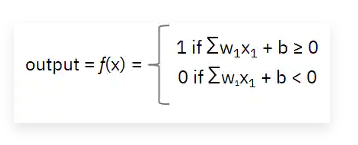 output = f(x) =
1 if ∑w₁x₁ + b ≥ 0
0 if ∑w₁x₁ + b < 0